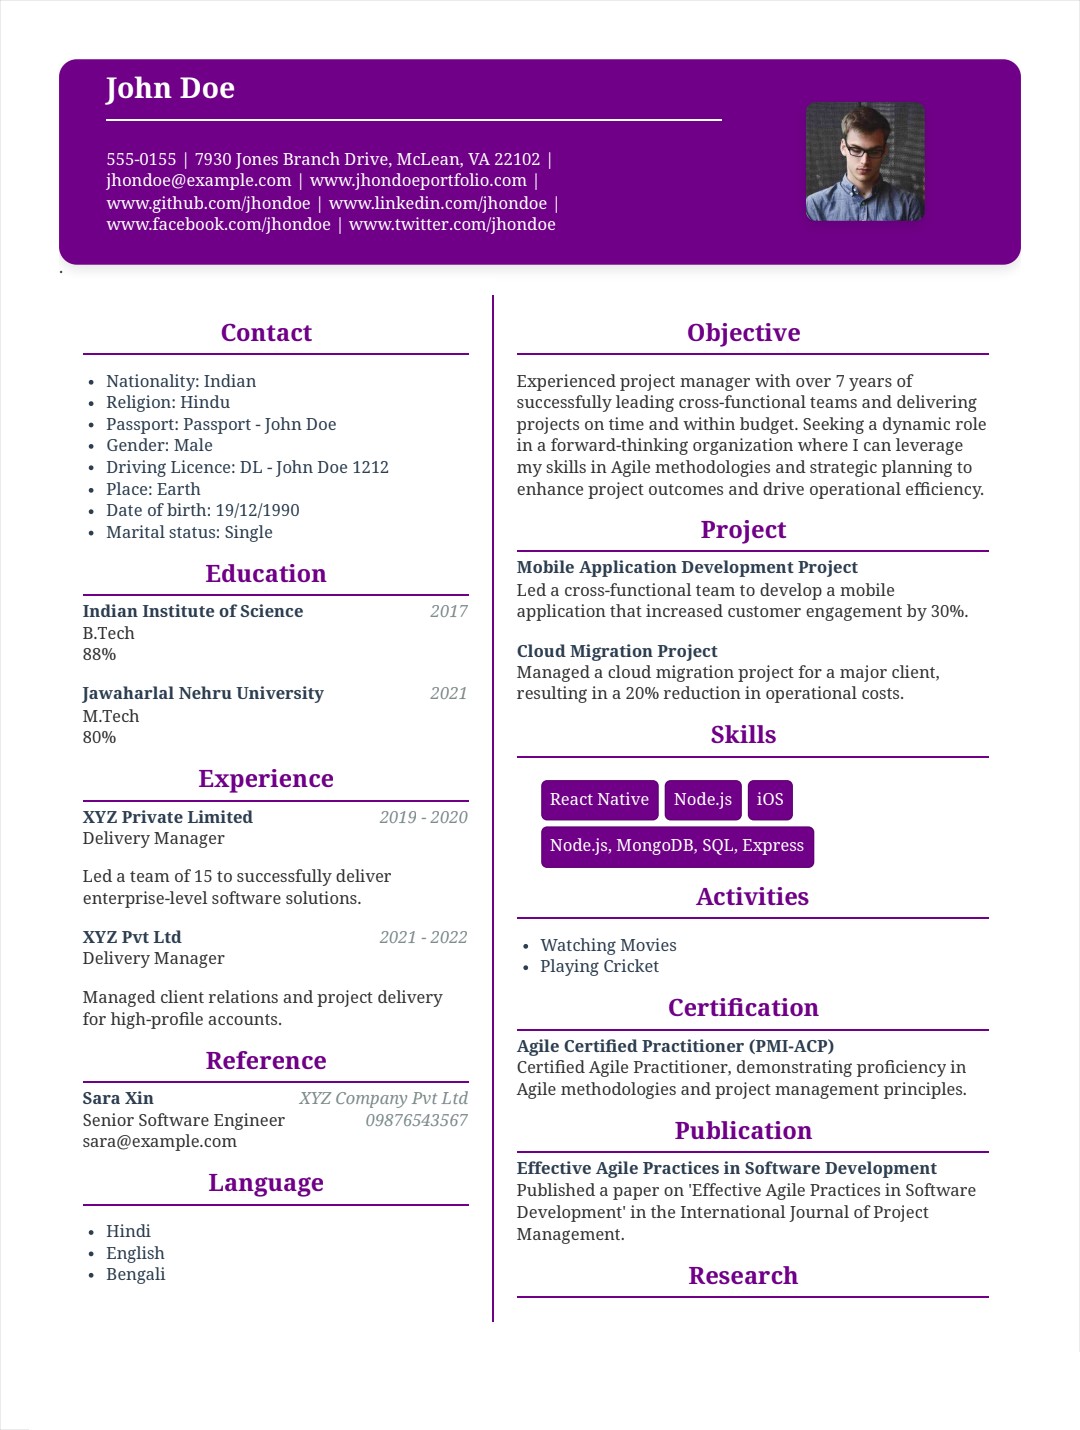 John Doe
555-0155 | 7930 Jones Branch Drive, McLean, VA 22102 |
jhondoe@example.com | www.jhondoeportfolio.com |
www.github.com/jhondoe | www.linkedin.com/jhondoe |
www.facebook.com/jhondoe | www.twitter.com/jhondoe
.
Contact
• Nationality: Indian
• Religion: Hindu
• Passport: Passport - John Doe
• Gender: Male
• Driving Licence: DL - John Doe 1212
• Place: Earth
• Date of birth: 19/12/1990
• Marital status: Single
Education
Indian Institute of Science 2017
B.Tech
88%
Jawaharlal Nehru University 2021
M.Tech
80%
Experience
XYZ Private Limited 2019 - 2020
Delivery Manager
Led a team of 15 to successfully deliver
enterprise-level software solutions.
XYZ Pvt Ltd 2021 - 2022
Delivery Manager
Managed client relations and project delivery
for high-profile accounts.
Reference
Sara Xin XYZ Company Pvt Ltd
Senior Software Engineer 09876543567
sara@example.com
Language
• Hindi
• English
• Bengali
Objective
Experienced project manager with over 7 years of
successfully leading cross-functional teams and delivering
projects on time and within budget. Seeking a dynamic role
in a forward-thinking organization where I can leverage
my skills in Agile methodologies and strategic planning to
enhance project outcomes and drive operational efficiency.
Project
Mobile Application Development Project
Led a cross-functional team to develop a mobile
application that increased customer engagement by 30%.
Cloud Migration Project
Managed a cloud migration project for a major client,
resulting in a 20% reduction in operational costs.
Skills
React Native Node.js iOS
Node.js, MongoDB, SQL, Express
Activities
• Watching Movies
• Playing Cricket
Certification
Agile Certified Practitioner (PMI-ACP)
Certified Agile Practitioner, demonstrating proficiency in
Agile methodologies and project management principles.
Publication
Effective Agile Practices in Software Development
Published a paper on 'Effective Agile Practices in Software
Development' in the International Journal of Project
Management.
Research